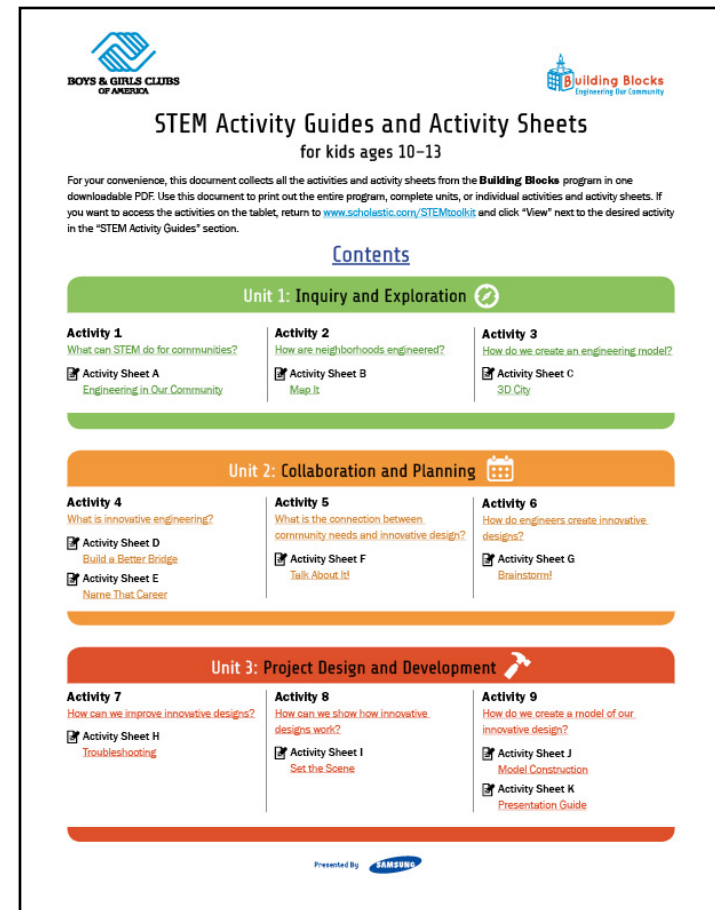 BOYS & GIRLS CLUBS
OF AMERICA
Building Blocks
Engineering Our Community
STEM Activity Guides and Activity Sheets
for kids ages 10–13
For your convenience, this document collects all the activities and activity sheets from the Building Blocks program in one
downloadable PDF. Use this document to print out the entire program, complete units, or individual activities and activity sheets. If
you want to access the activities on the tablet, return to www.scholastic.com/STEMtoolkit and click “View” next to the desired activity
in the “STEM Activity Guides” section.
Contents
Unit 1: Inquiry and Exploration
Activity 1
What can STEM do for communities?
Activity Sheet A
Engineering in Our Community
Activity 2
How are neighborhoods engineered?
Activity Sheet B
Map It
Activity 3
How do we create an engineering model?
Activity Sheet C
3D City
Unit 2: Collaboration and Planning
Activity 4
What is innovative engineering?
Activity Sheet D
Build a Better Bridge
Activity Sheet E
Name That Career
Activity 5
What is the connection between
community needs and innovative design?
Activity Sheet F
Talk About It!
Activity 6
How do engineers create innovative
designs?
Activity Sheet G
Brainstorm!
Unit 3: Project Design and Development
Activity 7
How can we improve innovative designs?
Activity Sheet H
Troubleshooting
Activity 8
How can we show how innovative
designs work?
Activity Sheet I
Set the Scene
Activity 9
How do we create a model of our
innovative design?
Activity Sheet J
Model Construction
Activity Sheet K
Presentation Guide
Presented By SAMSUNG